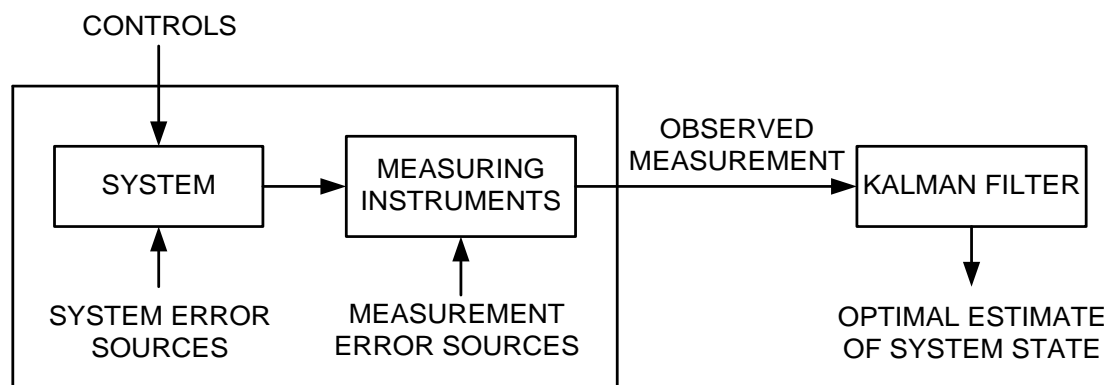 CONTROLS
SYSTEM
MEASURING
INSTRUMENTS
OBSERVED
MEASUREMENT
KALMAN FILTER
SYSTEM ERROR
SOURCES
MEASUREMENT
ERROR SOURCES
OPTIMAL ESTIMATE
OF SYSTEM STATE